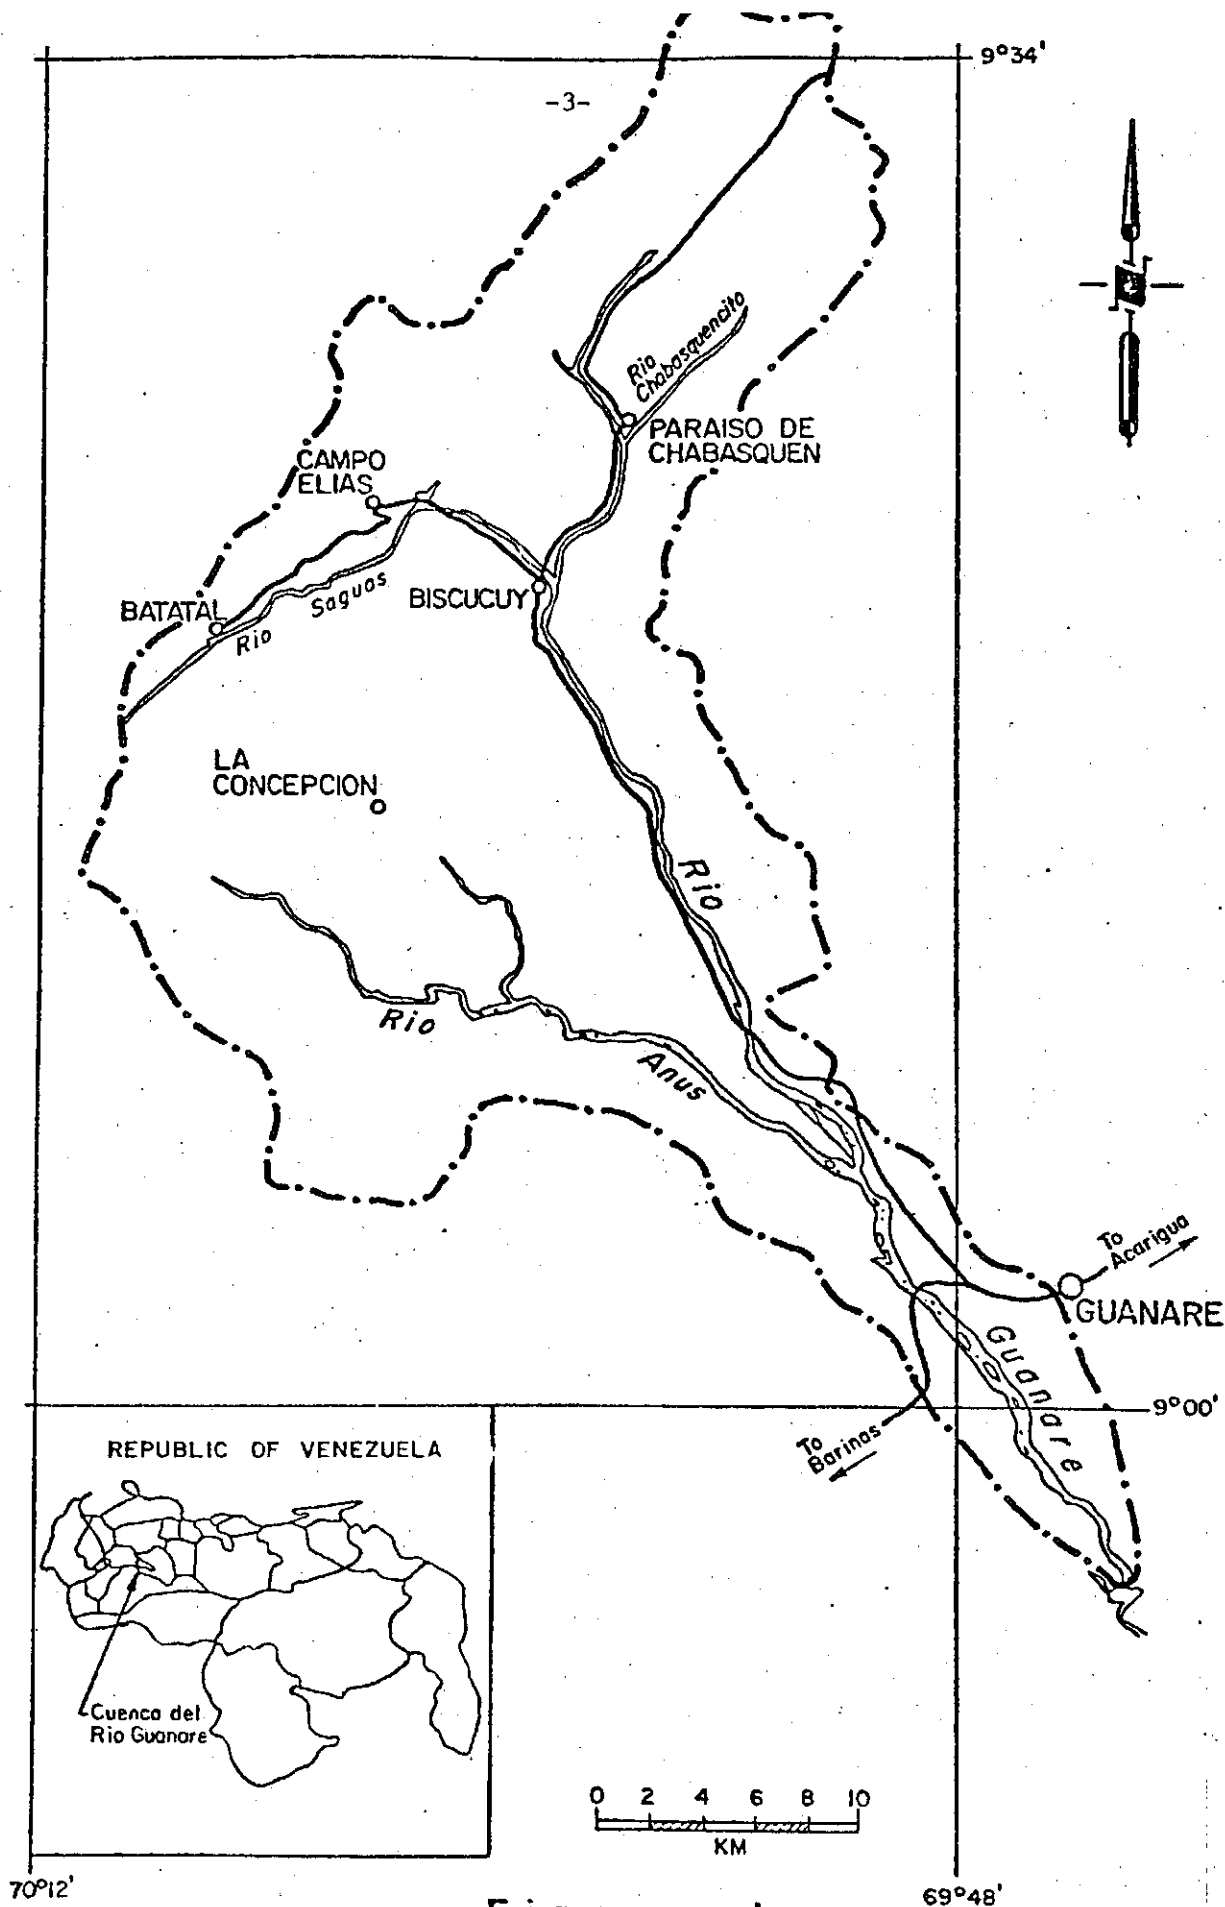 9°34'
-3-
Rio
Chabasquencito
PARAISO DE
CHABASQUEN
CAMPO
ELIAS
BATATAL
Rio Saguas
BISCUCUY
LA
CONCEPCION
Rio
Rio Anus
To
Acarigua
GUANARE
Guanare
9°00'
To
Barinas
REPUBLIC OF VENEZUELA
Cuenca del
Rio Guanare
0 2 4 6 8 10
KM
70°12'
69°48'